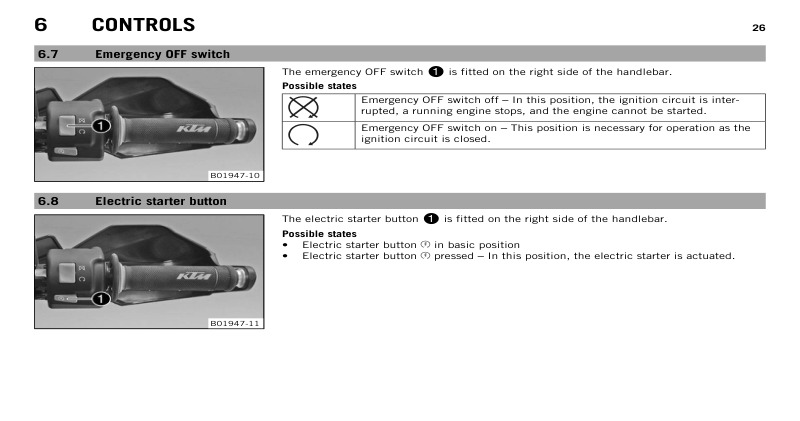 6 CONTROLS 26
6.7 Emergency OFF switch
1
KTM
B01947-10
The emergency OFF switch 1 is fitted on the right side of the handlebar.
Possible states
Emergency OFF switch off – In this position, the ignition circuit is inter-
rupted, a running engine stops, and the engine cannot be started.
Emergency OFF switch on – This position is necessary for operation as the
ignition circuit is closed.
6.8 Electric starter button
KTM
1
B01947-11
The electric starter button 1 is fitted on the right side of the handlebar.
Possible states
• Electric starter button in basic position
• Electric starter button pressed – In this position, the electric starter is actuated.